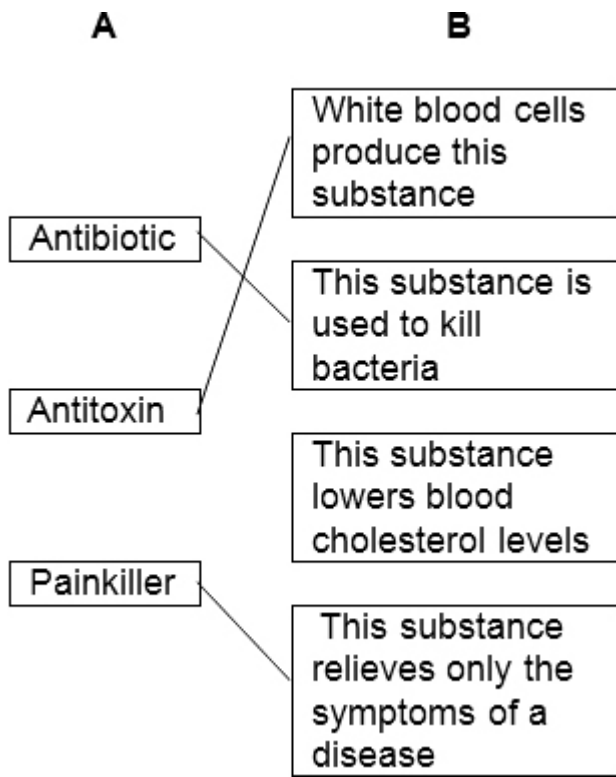 A
B
Antibiotic
Antitoxin
Painkiller
White blood cells
produce this
substance
This substance is
used to kill
bacteria
This substance
lowers blood
cholesterol levels
This substance
relieves only the
symptoms of a
disease